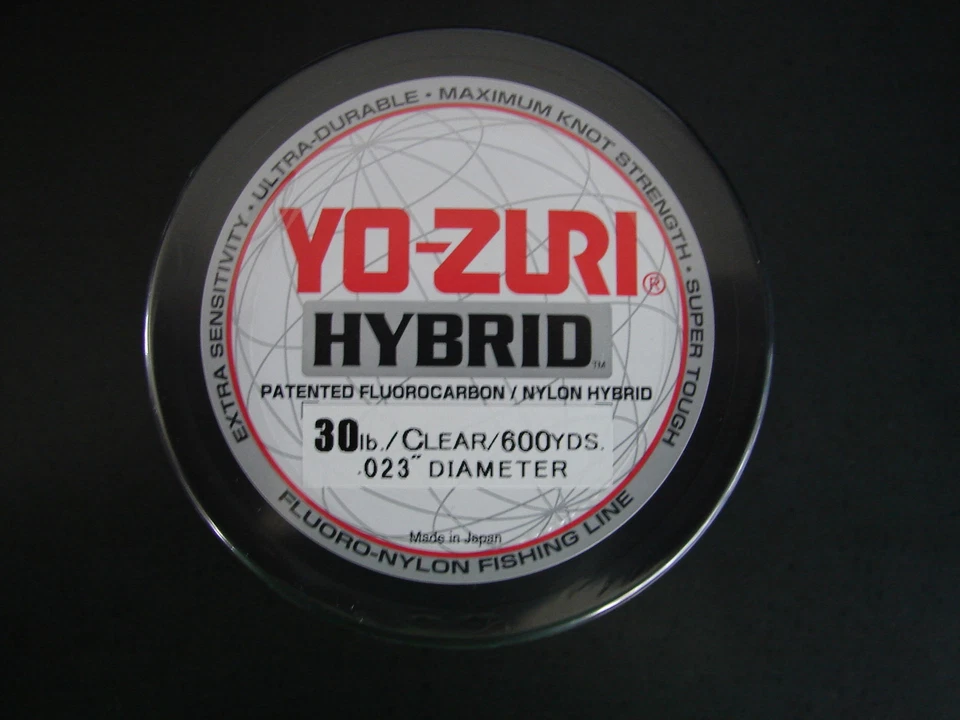 EXTRA SENSITIVITY • ULTRA-DURABLE • MAXIMUM KNOT STRENGTH • SUPER TOUGH
YO-ZURI®
HYBRID™
PATENTED FLUOROCARBON / NYLON HYBRID
30lb./CLEAR/600YDS.
.023" DIAMETER
Made in Japan
FLUORO-NYLON FISHING LINE